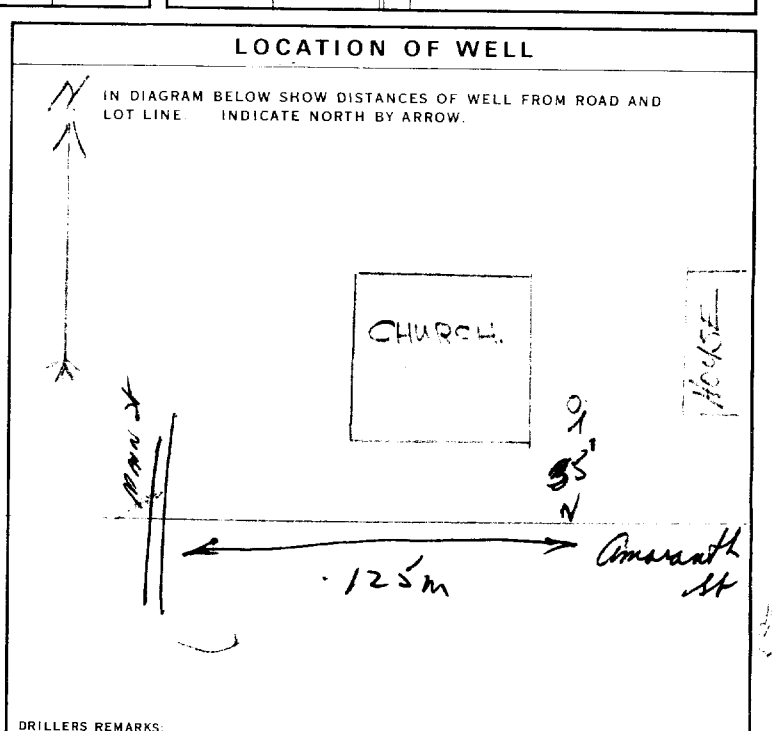 LOCATION OF WELL
N
IN DIAGRAM BELOW SHOW DISTANCES OF WELL FROM ROAD AND
LOT LINE. INDICATE NORTH BY ARROW.
CHURCH.
HOUSE
MAIN St
Amaranth
St
.125m
DRILLERS REMARKS: